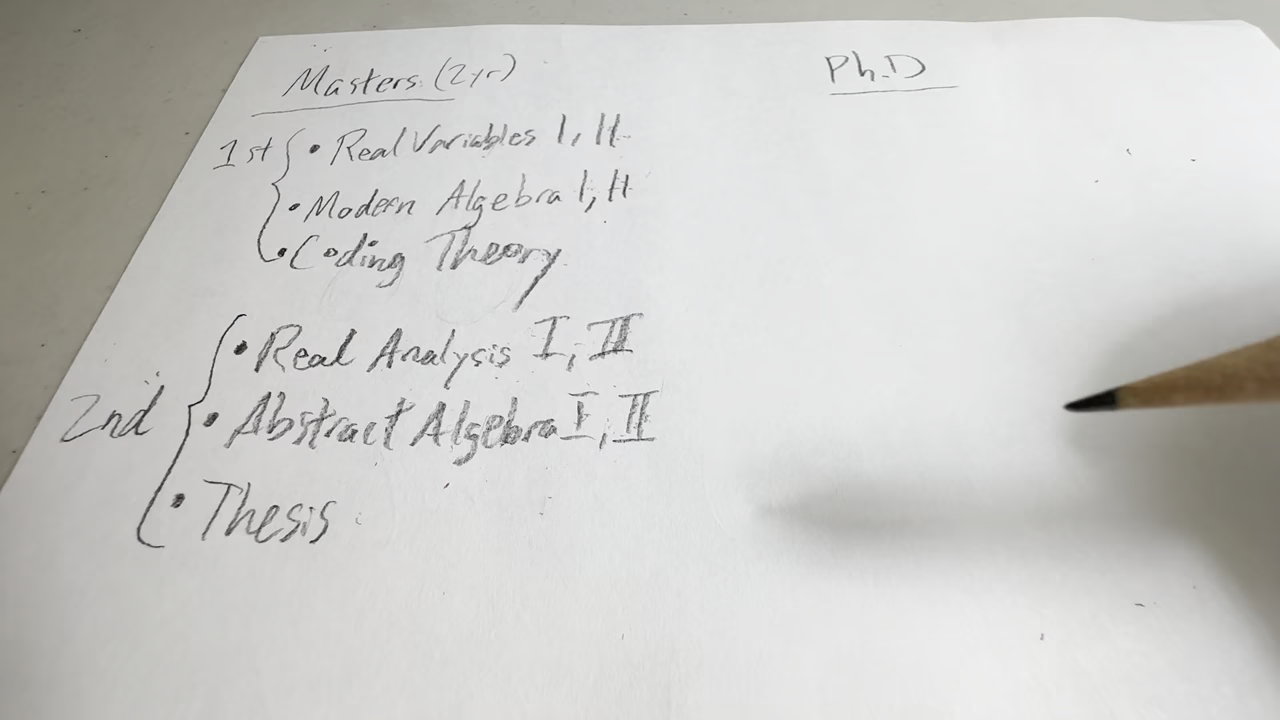 Masters (2yr)
Ph.D
1st
• Real Variables I, II
• Modern Algebra I, II
• Coding Theory
2nd
• Real Analysis I, II
• Abstract Algebra I, II
• Thesis